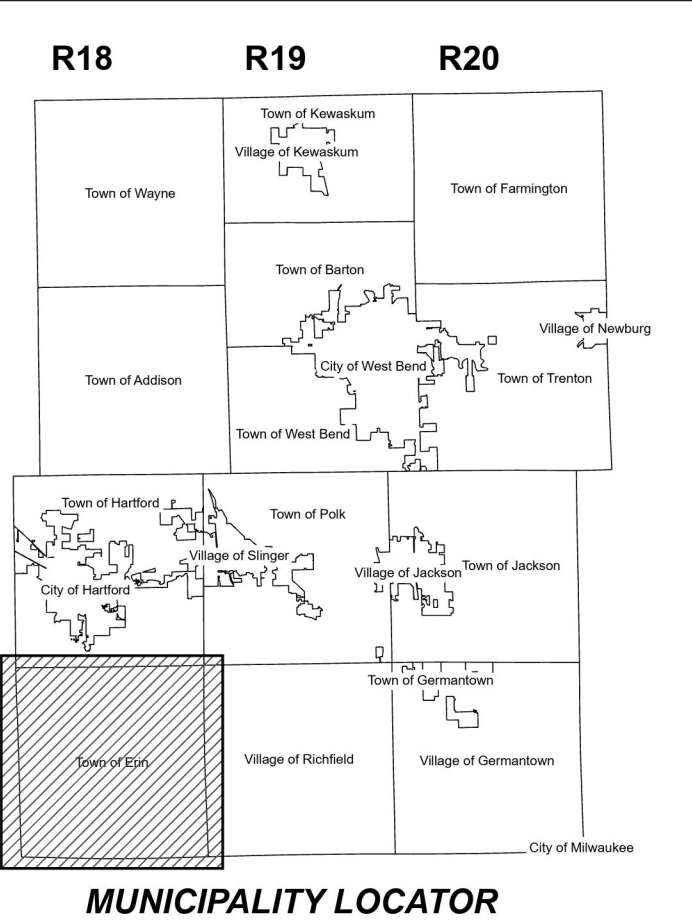 R18 R19 R20
Town of Kewaskum
Village of Kewaskum
Town of Wayne
Town of Farmington
Town of Barton
Village of Newburg
City of West Bend
Town of Addison
Town of Trenton
Town of West Bend
Town of Hartford
Town of Polk
Village of Slinger
Town of Jackson
Village of Jackson
City of Hartford
Town of Germantown
Town of Erin
Village of Richfield
Village of Germantown
City of Milwaukee
MUNICIPALITY LOCATOR